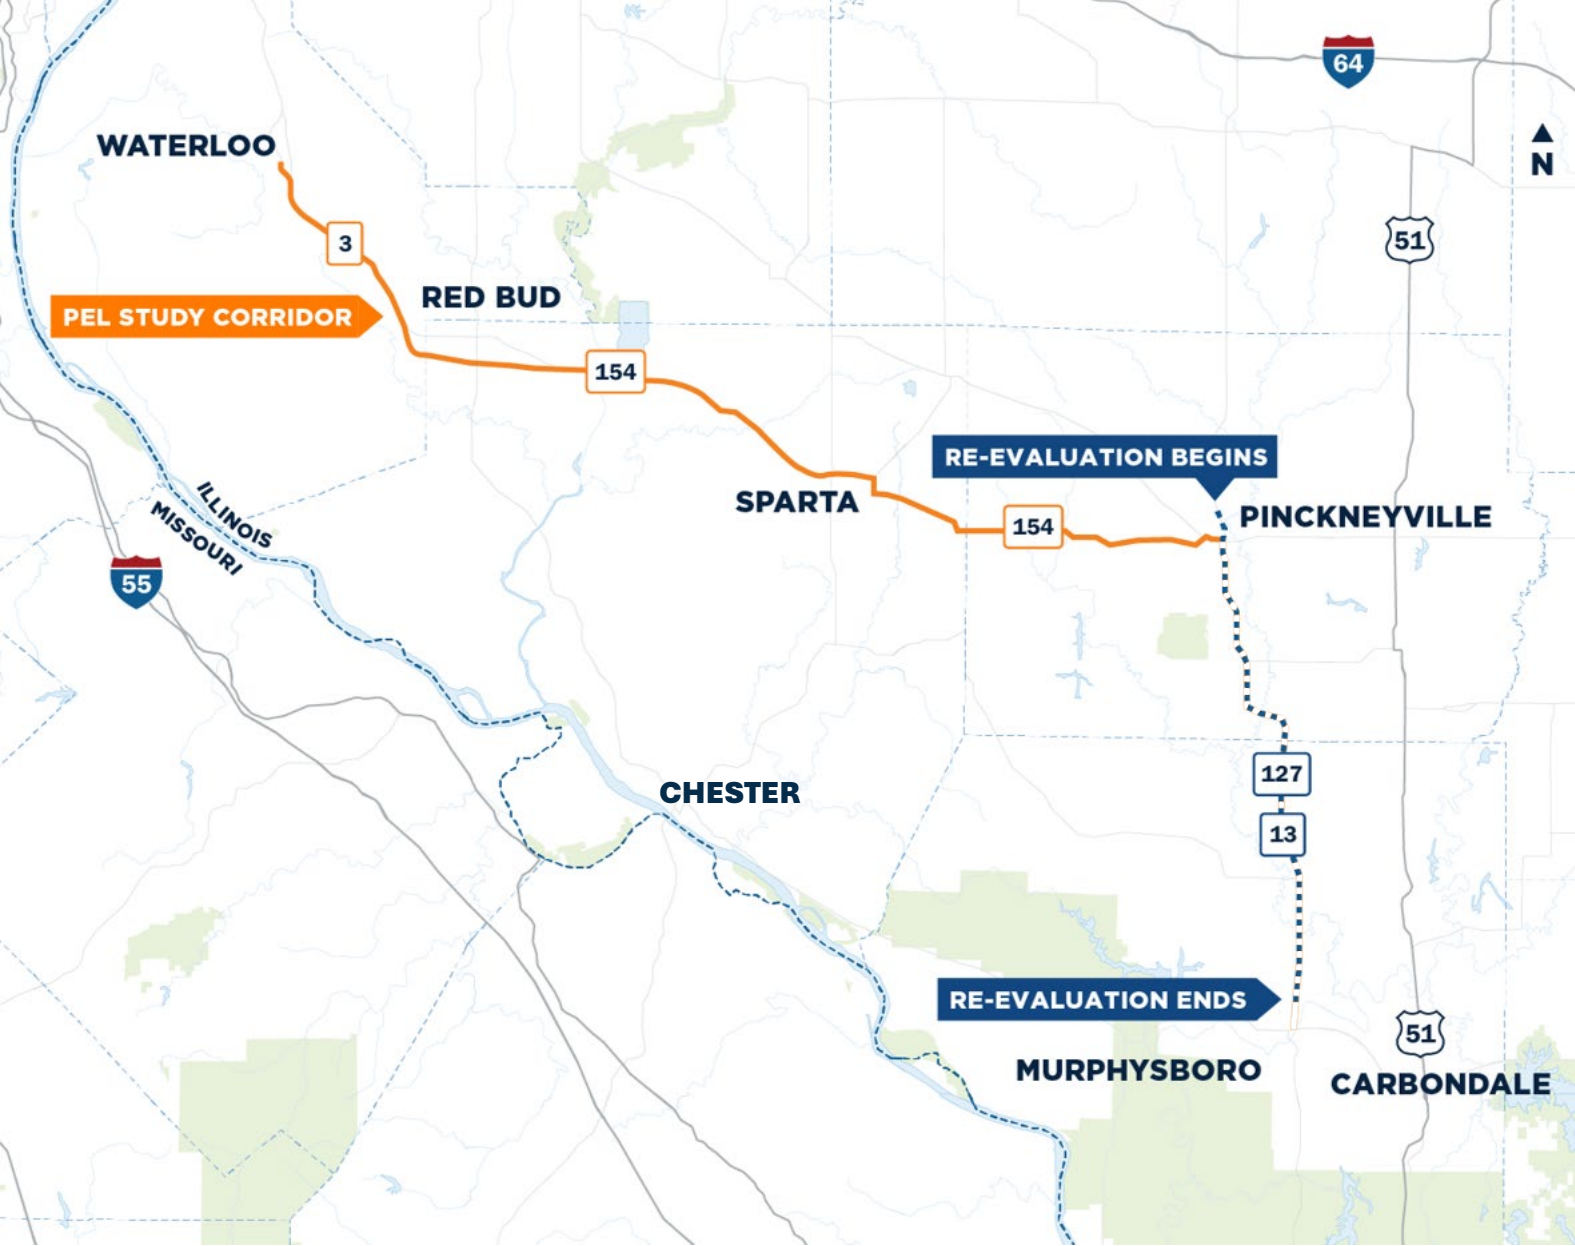 64
WATERLOO
N
3
51
RED BUD
PEL STUDY CORRIDOR
154
RE-EVALUATION BEGINS
SPARTA
PINCKNEYVILLE
154
ILLINOIS
MISSOURI
55
127
CHESTER
13
RE-EVALUATION ENDS
51
MURPHYSBORO
CARBONDALE